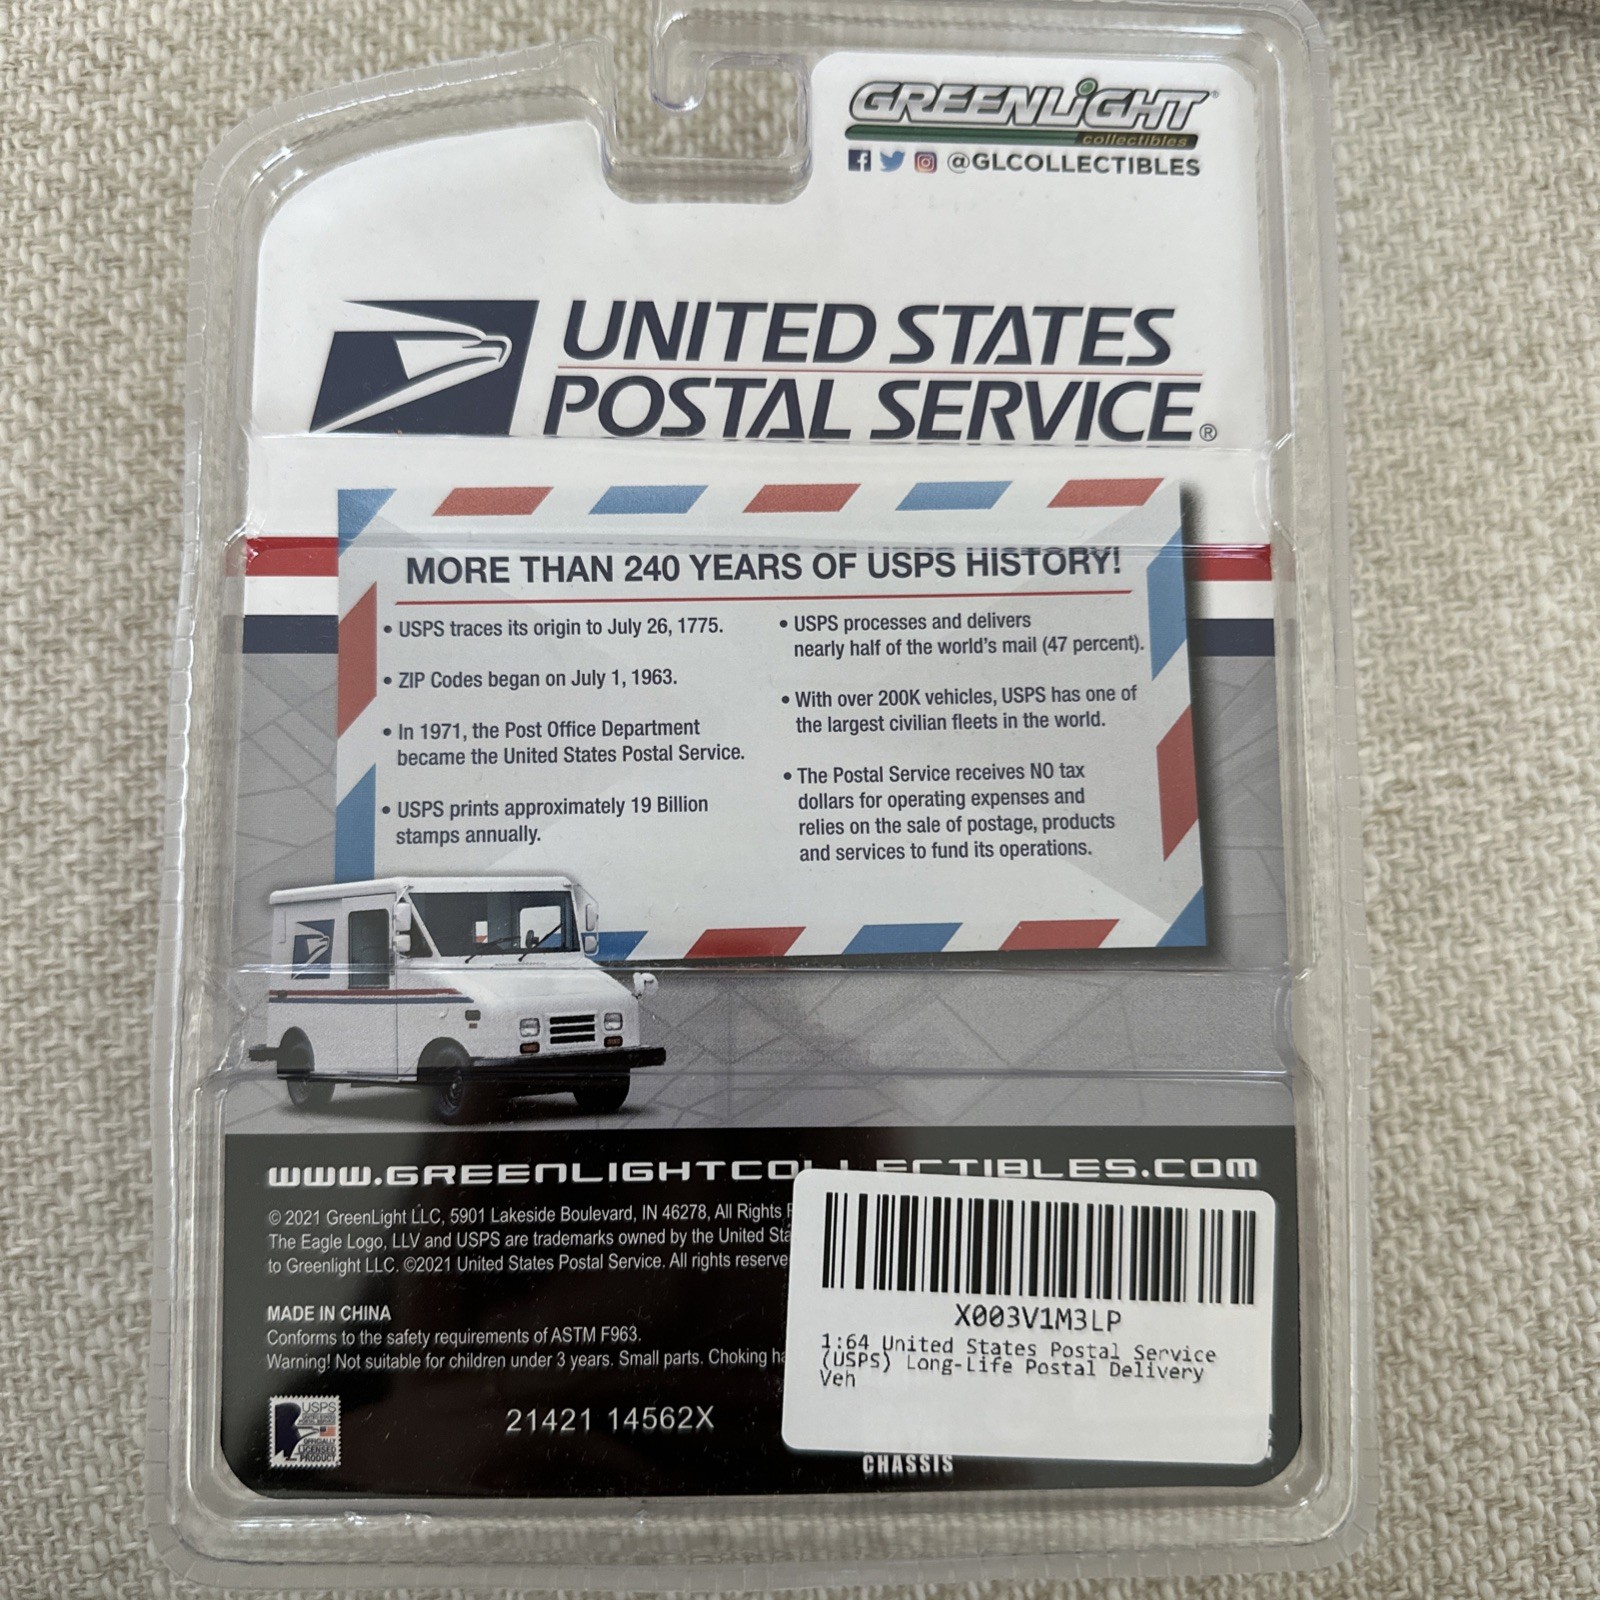 GREENLiGHT®
collectibles
@GLCOLLECTIBLES
UNITED STATES
POSTAL SERVICE®
MORE THAN 240 YEARS OF USPS HISTORY!
• USPS traces its origin to July 26, 1775.
• ZIP Codes began on July 1, 1963.
• In 1971, the Post Office Department
became the United States Postal Service.
• USPS prints approximately 19 Billion
stamps annually.
• USPS processes and delivers
nearly half of the world's mail (47 percent).
• With over 200K vehicles, USPS has one of
the largest civilian fleets in the world.
• The Postal Service receives NO tax
dollars for operating expenses and
relies on the sale of postage, products
and services to fund its operations.
WWW.GREENLIGHTCOLLECTIBLES.COM
© 2021 GreenLight LLC, 5901 Lakeside Boulevard, IN 46278, All Rights
The Eagle Logo, LLV and USPS are trademarks owned by the United
to Greenlight LLC. ©2021 United States Postal Service. All rights
MADE IN CHINA
Conforms to the safety requirements of ASTM F963.
Warning! Not suitable for children under 3 years. Small parts. Choking
USPS
OFFICIALLY
LICENSED
PRODUCT
21421 14562X
X003V1M3LP
1:64 United States Postal Service
(USPS) Long-Life Postal Delivery
Veh
CHASSIS